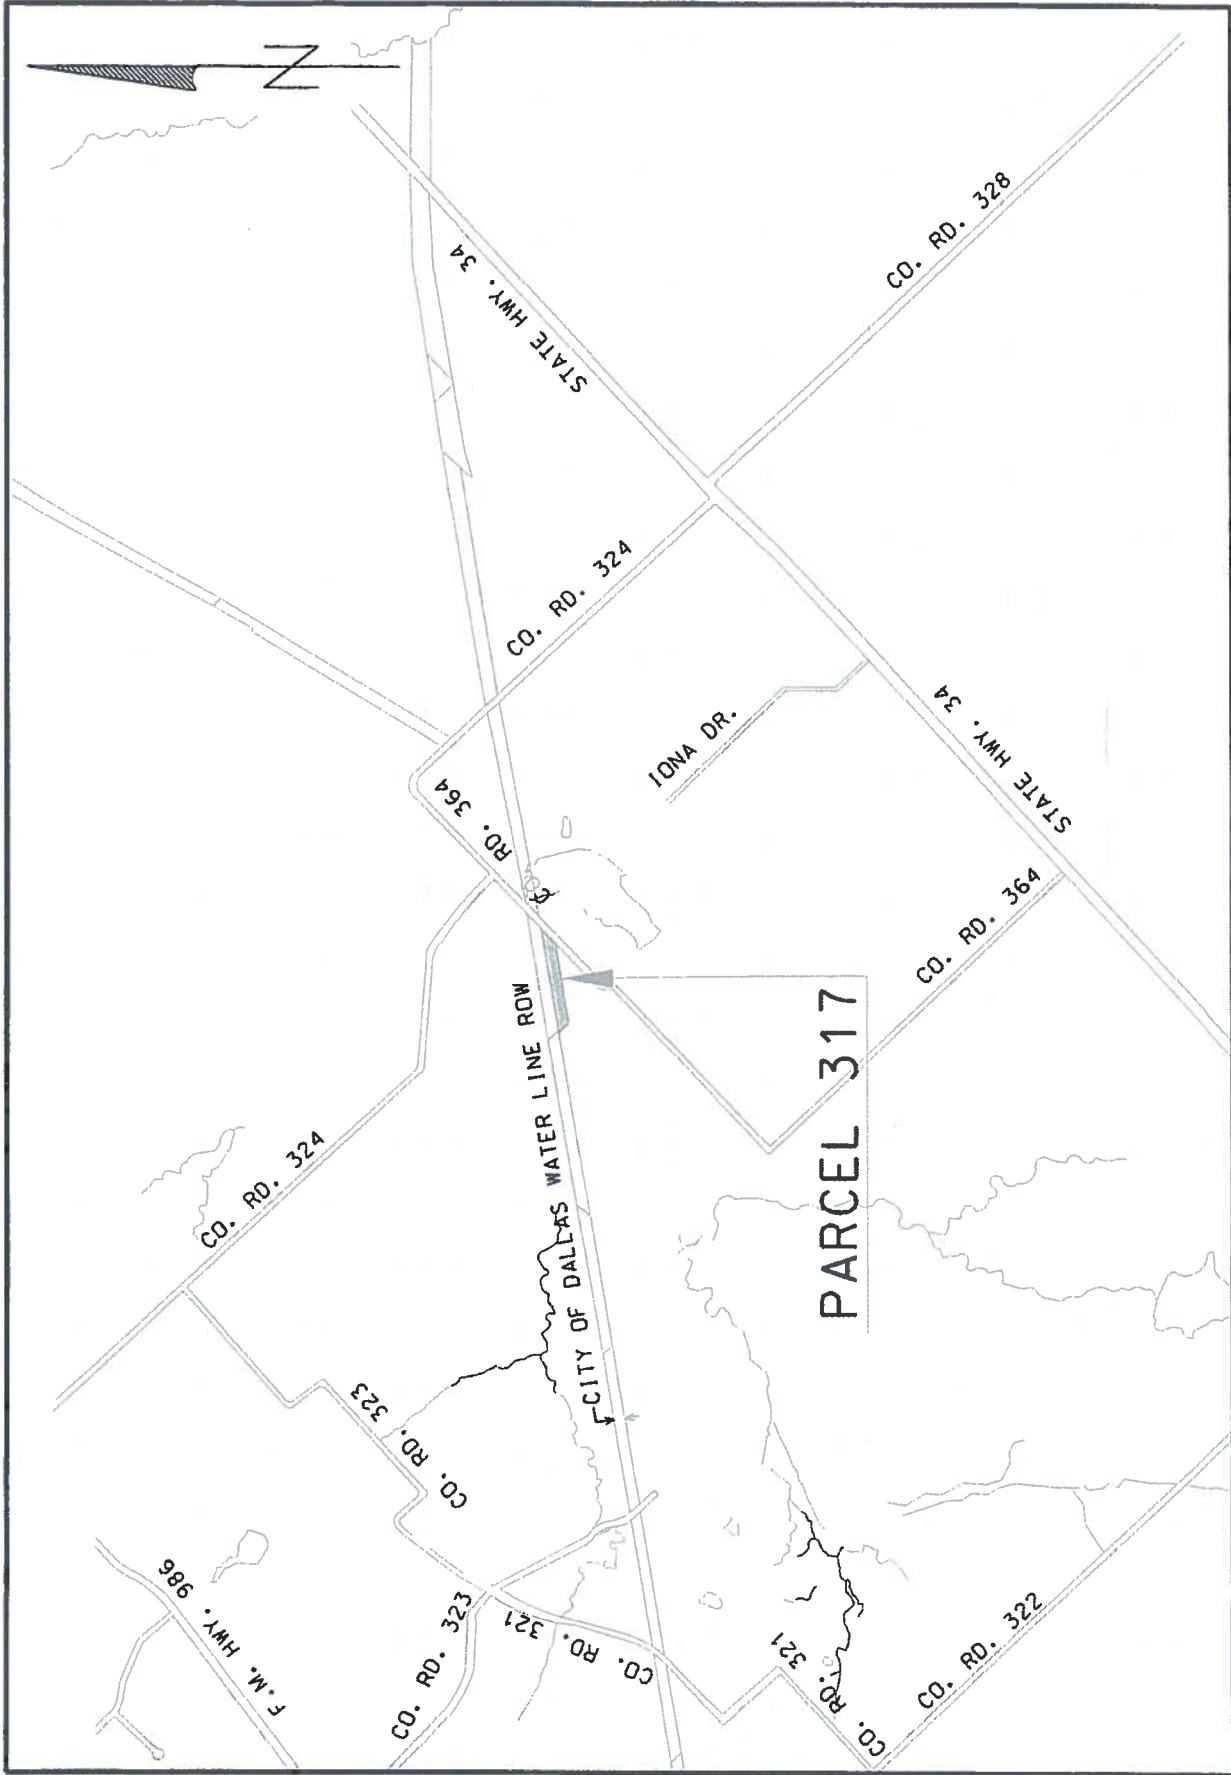 N
STATE HWY. 34
CO. RD. 328
CO. RD. 324
RD. 364
IONA DR.
STATE HWY. 34
CO. RD. 364
CITY OF DALLAS WATER LINE ROW
PARCEL 317
CO. RD. 324
CO. RD. 323
F.M. HWY. 986
CO. RD. 323
CO. RD. 321
CO. RD. 321
CO. RD. 322